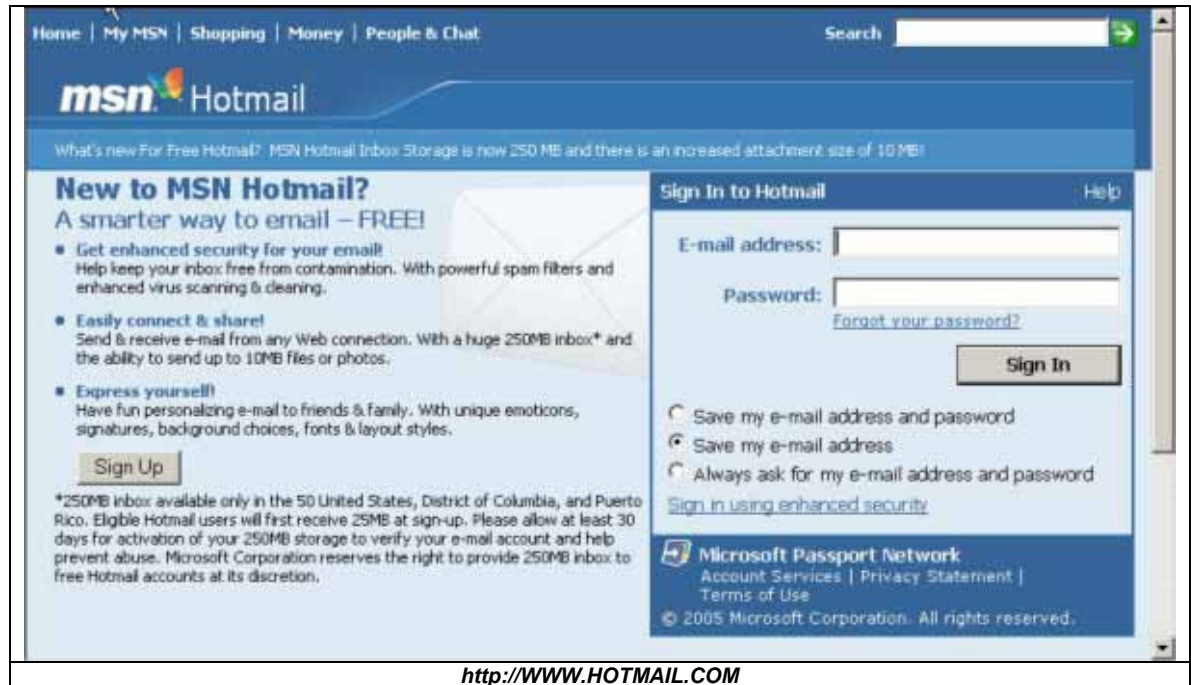 Home | My MSN | Shopping | Money | People & Chat
Search
msn Hotmail
What's new For Free Hotmail? MSN Hotmail Inbox Storage is now 250 MB and there is an increased attachment size of 10 MB!
New to MSN Hotmail?
A smarter way to email – FREE!
Get enhanced security for your email!
Help keep your inbox free from contamination. With powerful spam filters and
enhanced virus scanning & cleaning.
Easily connect & share!
Send & receive e-mail from any Web connection. With a huge 250MB inbox* and
the ability to send up to 10MB files or photos.
Express yourself!
Have fun personalizing e-mail to friends & family. With unique emoticons,
signatures, background choices, fonts & layout styles.
Sign Up
*250MB inbox available only in the 50 United States, District of Columbia, and Puerto
Rico. Eligible Hotmail users will first receive 25MB at sign-up. Please allow at least 30
days for activation of your 250MB storage to verify your e-mail account and help
prevent abuse. Microsoft Corporation reserves the right to provide 250MB inbox to
free Hotmail accounts at its discretion.
Sign In to Hotmail
Help
E-mail address:
Password:
Forgot your password?
Sign In
Save my e-mail address and password
Save my e-mail address
Always ask for my e-mail address and password
Sign in using enhanced security
Microsoft Passport Network
Account Services | Privacy Statement |
Terms of Use
© 2005 Microsoft Corporation. All rights reserved.
http://WWW.HOTMAIL.COM